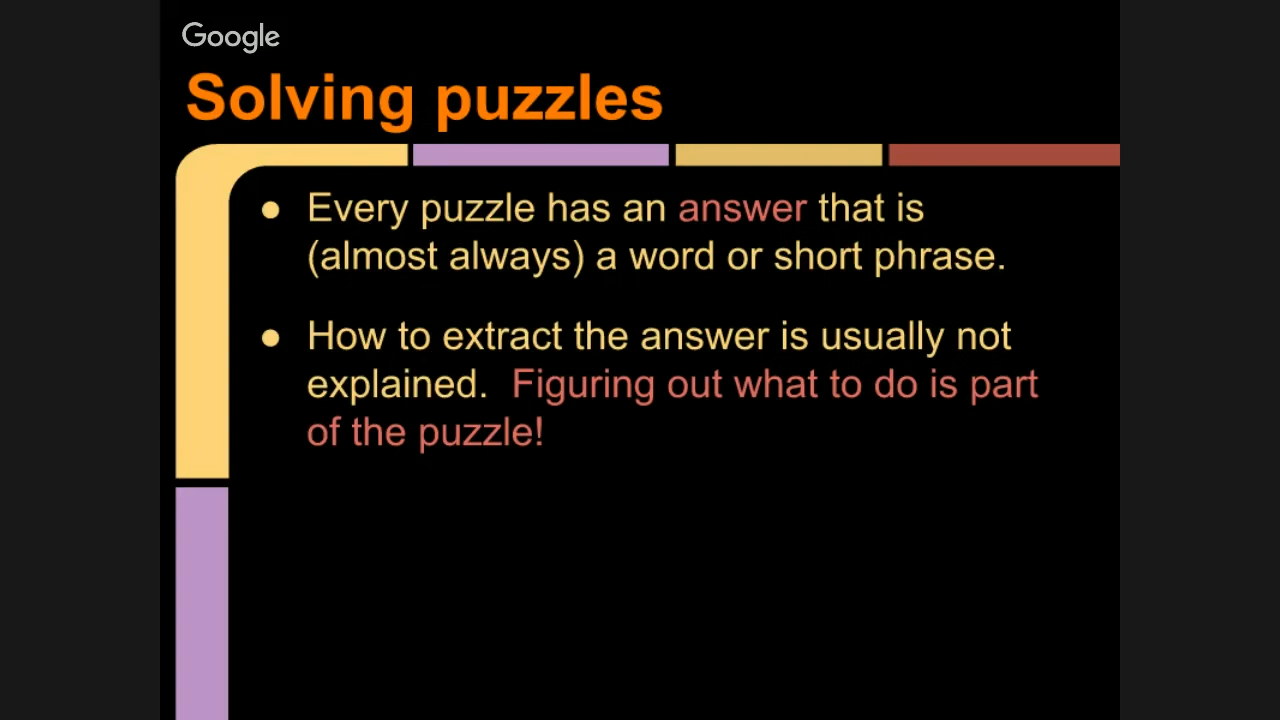 Google
Solving puzzles
● Every puzzle has an answer that is
(almost always) a word or short phrase.
● How to extract the answer is usually not
explained.  Figuring out what to do is part
of the puzzle!